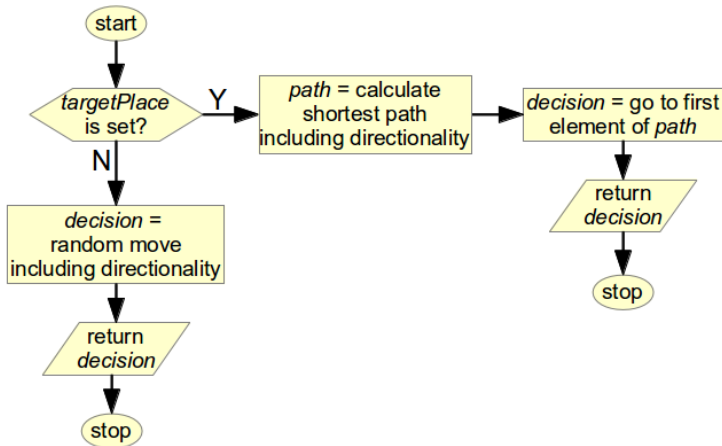 start
targetPlace
is set?
Y
path = calculate
shortest path
including directionality
decision = go to first
element of path
return
decision
stop
N
decision =
random move
including directionality
return
decision
stop